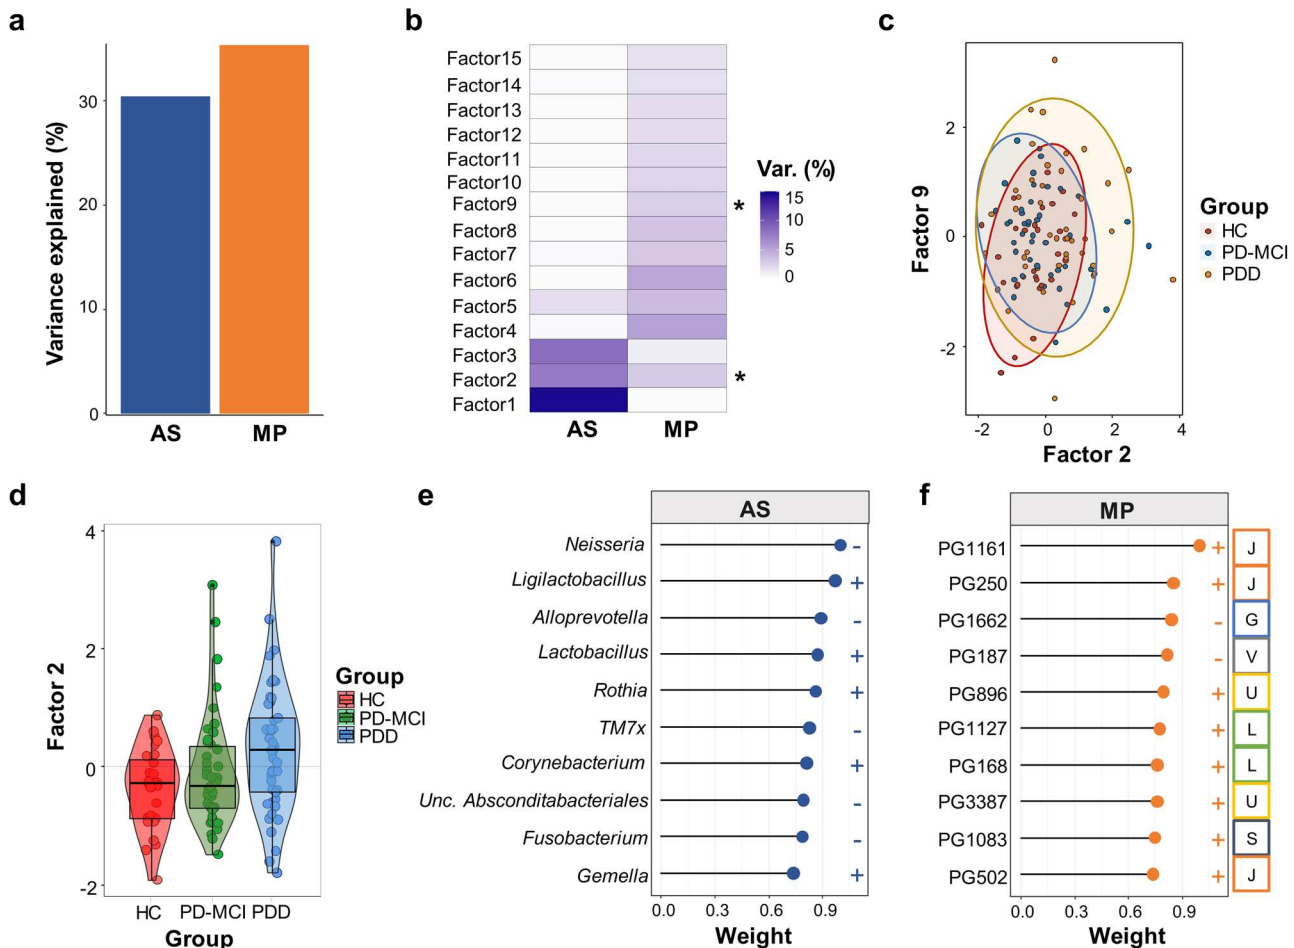 a
Variance explained (%)
30
20
10
0
AS
MP
b
Factor15
Factor14
Factor13
Factor12
Factor11
Factor10
Factor9 *
Factor8
Factor7
Factor6
Factor5
Factor4
Factor3
Factor2 *
Factor1
AS
MP
Var. (%)
15
10
5
0
c
Factor 9
2
0
-2
-2
0
2
4
Factor 2
Group
HC
PD-MCI
PDD
d
Factor 2
4
2
0
-2
HC
PD-MCI
PDD
Group
Group
HC
PD-MCI
PDD
e
AS
Neisseria -
Ligilactobacillus +
Alloprevotella -
Lactobacillus +
Rothia +
TM7x -
Corynebacterium +
Unc. Absconditabacteriales -
Fusobacterium -
Gemella +
0.0 0.3 0.6 0.9
Weight
f
MP
PG1161 + J
PG250 + J
PG1662 - G
PG187 - V
PG896 + U
PG1127 + L
PG168 + L
PG3387 + U
PG1083 + S
PG502 + J
0.0 0.3 0.6 0.9
Weight